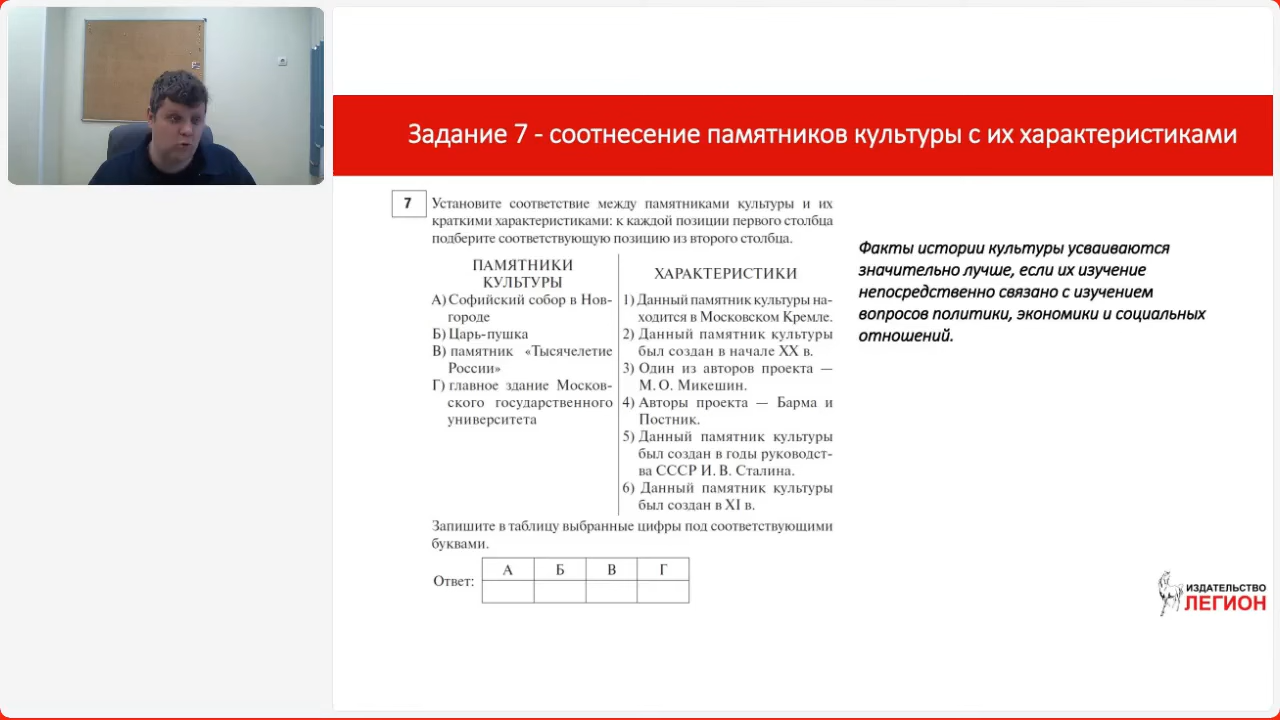 Задание 7 - соотнесение памятников культуры с их характеристиками
7
Установите соответствие между памятниками культуры и их
краткими характеристиками: к каждой позиции первого столбца
подберите соответствующую позицию из второго столбца.
ПАМЯТНИКИ
КУЛЬТУРЫ
А) Софийский собор в Нов-
городе
Б) Царь-пушка
В) памятник «Тысячелетие
России»
Г) главное здание Москов-
ского государственного
университета
ХАРАКТЕРИСТИКИ
1) Данный памятник культуры на-
ходится в Московском Кремле.
2) Данный памятник культуры
был создан в начале XX в.
3) Один из авторов проекта —
М. О. Микешин.
4) Авторы проекта — Барма и
Постник.
5) Данный памятник культуры
был создан в годы руководст-
ва СССР И. В. Сталина.
6) Данный памятник культуры
был создан в XI в.
Запишите в таблицу выбранные цифры под соответствующими
буквами.
Ответ:
А Б В Г
Факты истории культуры усваиваются
значительно лучше, если их изучение
непосредственно связано с изучением
вопросов политики, экономики и социальных
отношений.
ИЗДАТЕЛЬСТВО
ЛЕГИОН